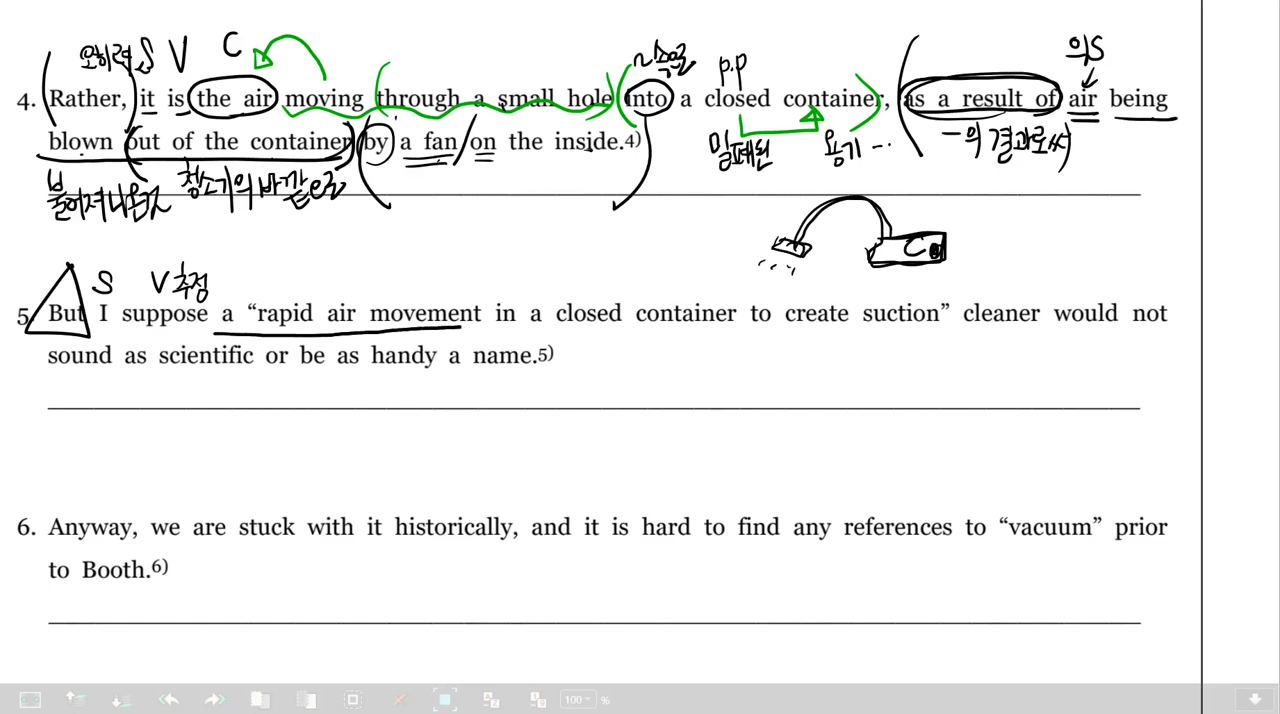 오히려 S V C ~쪽으로 p.p 의S
4. Rather, it is the air moving through a small hole into a closed container, as a result of air being
blown out of the container by a fan on the inside.4)
밀폐된 용기 ~의 결과로써
불어져나온 청소기의 바깥으로
C
S V 추정
5. But I suppose a “rapid air movement in a closed container to create suction” cleaner would not
sound as scientific or be as handy a name.5)
6. Anyway, we are stuck with it historically, and it is hard to find any references to “vacuum” prior
to Booth.6)
100 %